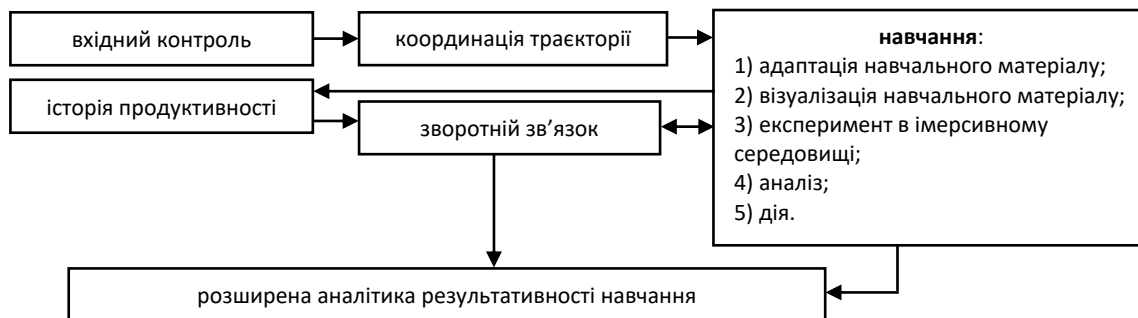 вхідний контроль
координація траєкторії
навчання:
1) адаптація навчального матеріалу;
2) візуалізація навчального матеріалу;
3) експеримент в імерсивному
середовищі;
4) аналіз;
5) дія.
історія продуктивності
зворотній зв’язок
розширена аналітика результативності навчання